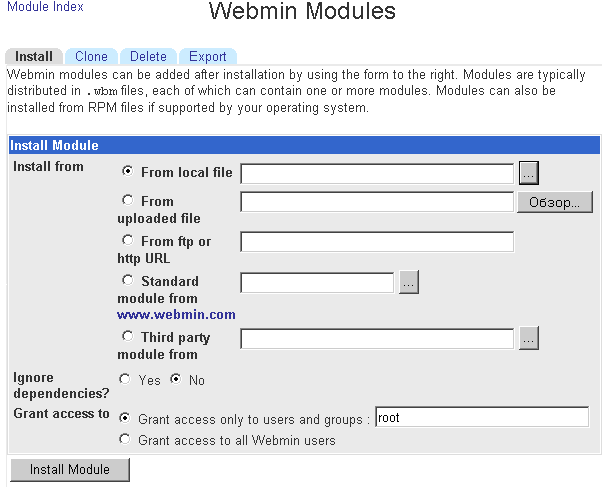 Module Index
Webmin Modules
Install Clone Delete Export
Webmin modules can be added after installation by using the form to the right. Modules are typically
distributed in .wbm files, each of which can contain one or more modules. Modules can also be
installed from RPM files if supported by your operating system.
Install Module
Install from
From local file ...
From
uploaded file
Обзор...
From ftp or
http URL
Standard
module from
www.webmin.com
...
Third party
module from
...
Ignore
dependencies?
Yes No
Grant access to
Grant access only to users and groups : root
Grant access to all Webmin users
Install Module